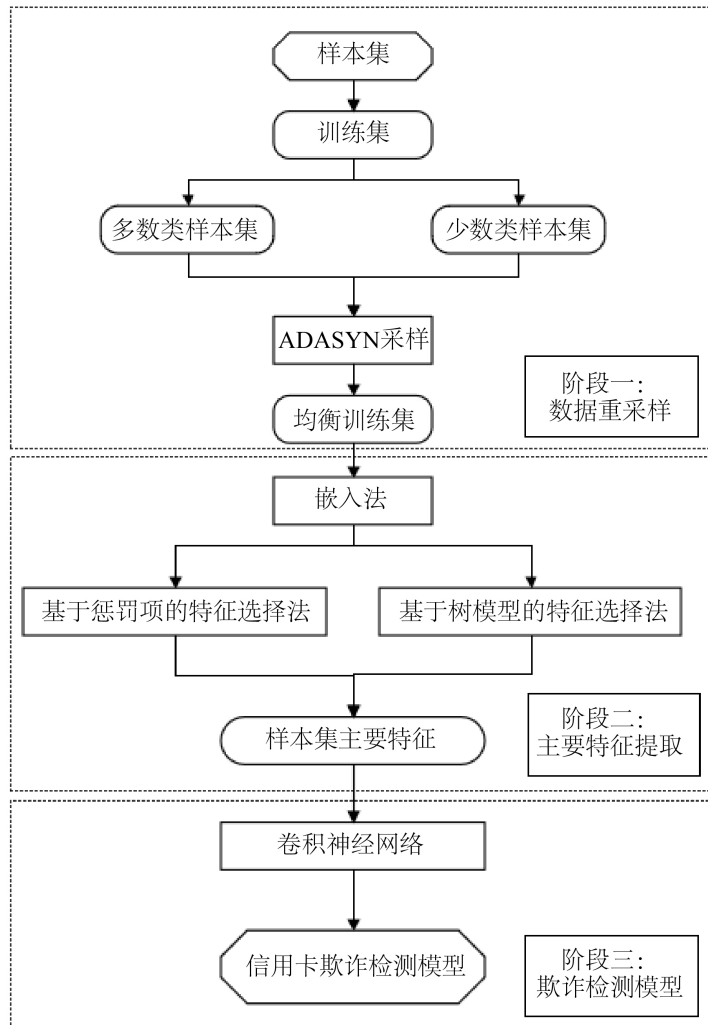 样本集
训练集
多数类样本集
少数类样本集
ADASYN采样
均衡训练集
阶段一:
数据重采样
嵌入法
基于惩罚项的特征选择法
基于树模型的特征选择法
样本集主要特征
阶段二:
主要特征提取
卷积神经网络
信用卡欺诈检测模型
阶段三:
欺诈检测模型